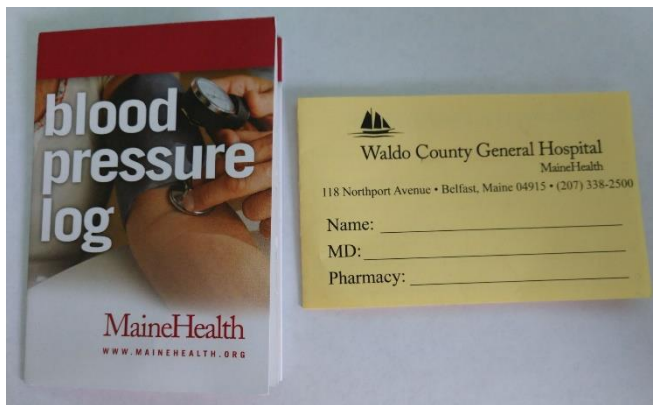 blood
pressure
log
MaineHealth
WWW.MAINEHEALTH.ORG
Waldo County General Hospital
MaineHealth
118 Northport Avenue • Belfast, Maine 04915 • (207) 338-2500
Name:
MD:
Pharmacy: